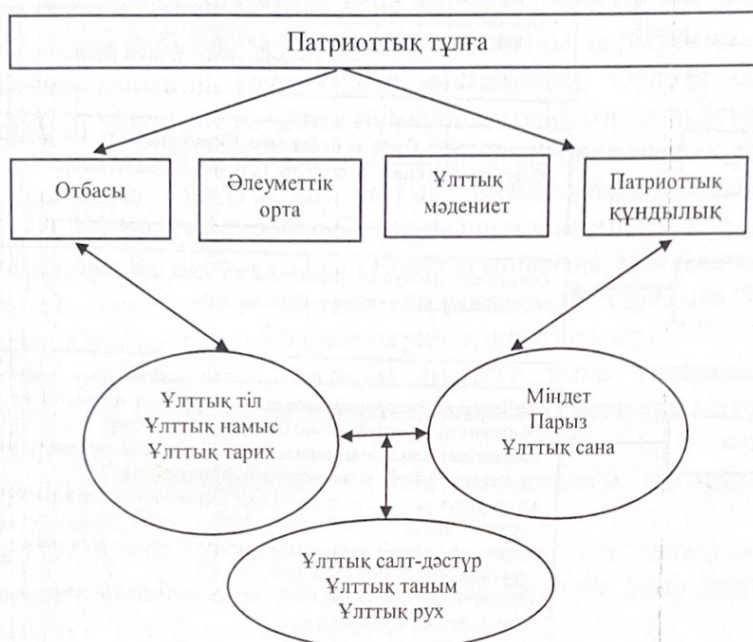 Патриоттық тұлға
Отбасы
Әлеуметтік
орта
Ұлттық
мәдениет
Патриоттық
құндылық
Ұлттық тіл
Ұлттық намыс
Ұлттық тарих
Міндет
Парыз
Ұлттық сана
Ұлттық салт-дәстүр
Ұлттық таным
Ұлттық рух